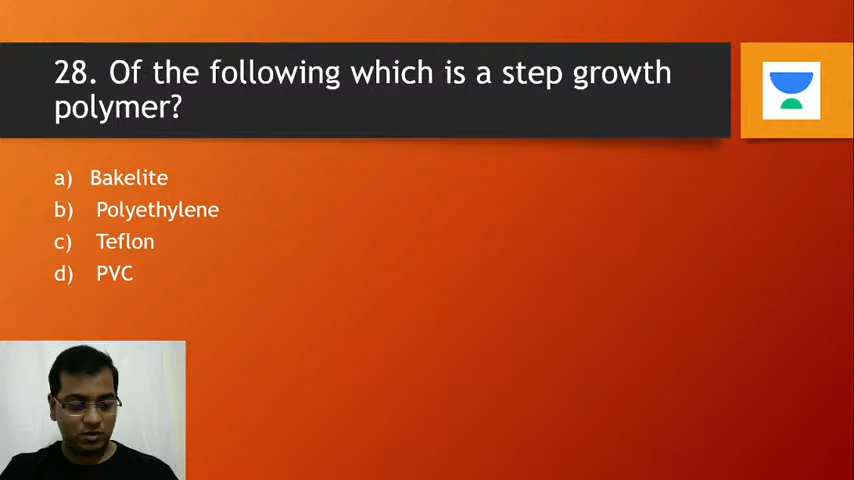 28. Of the following which is a step growth
polymer?
a) Bakelite
b) Polyethylene
c) Teflon
d) PVC